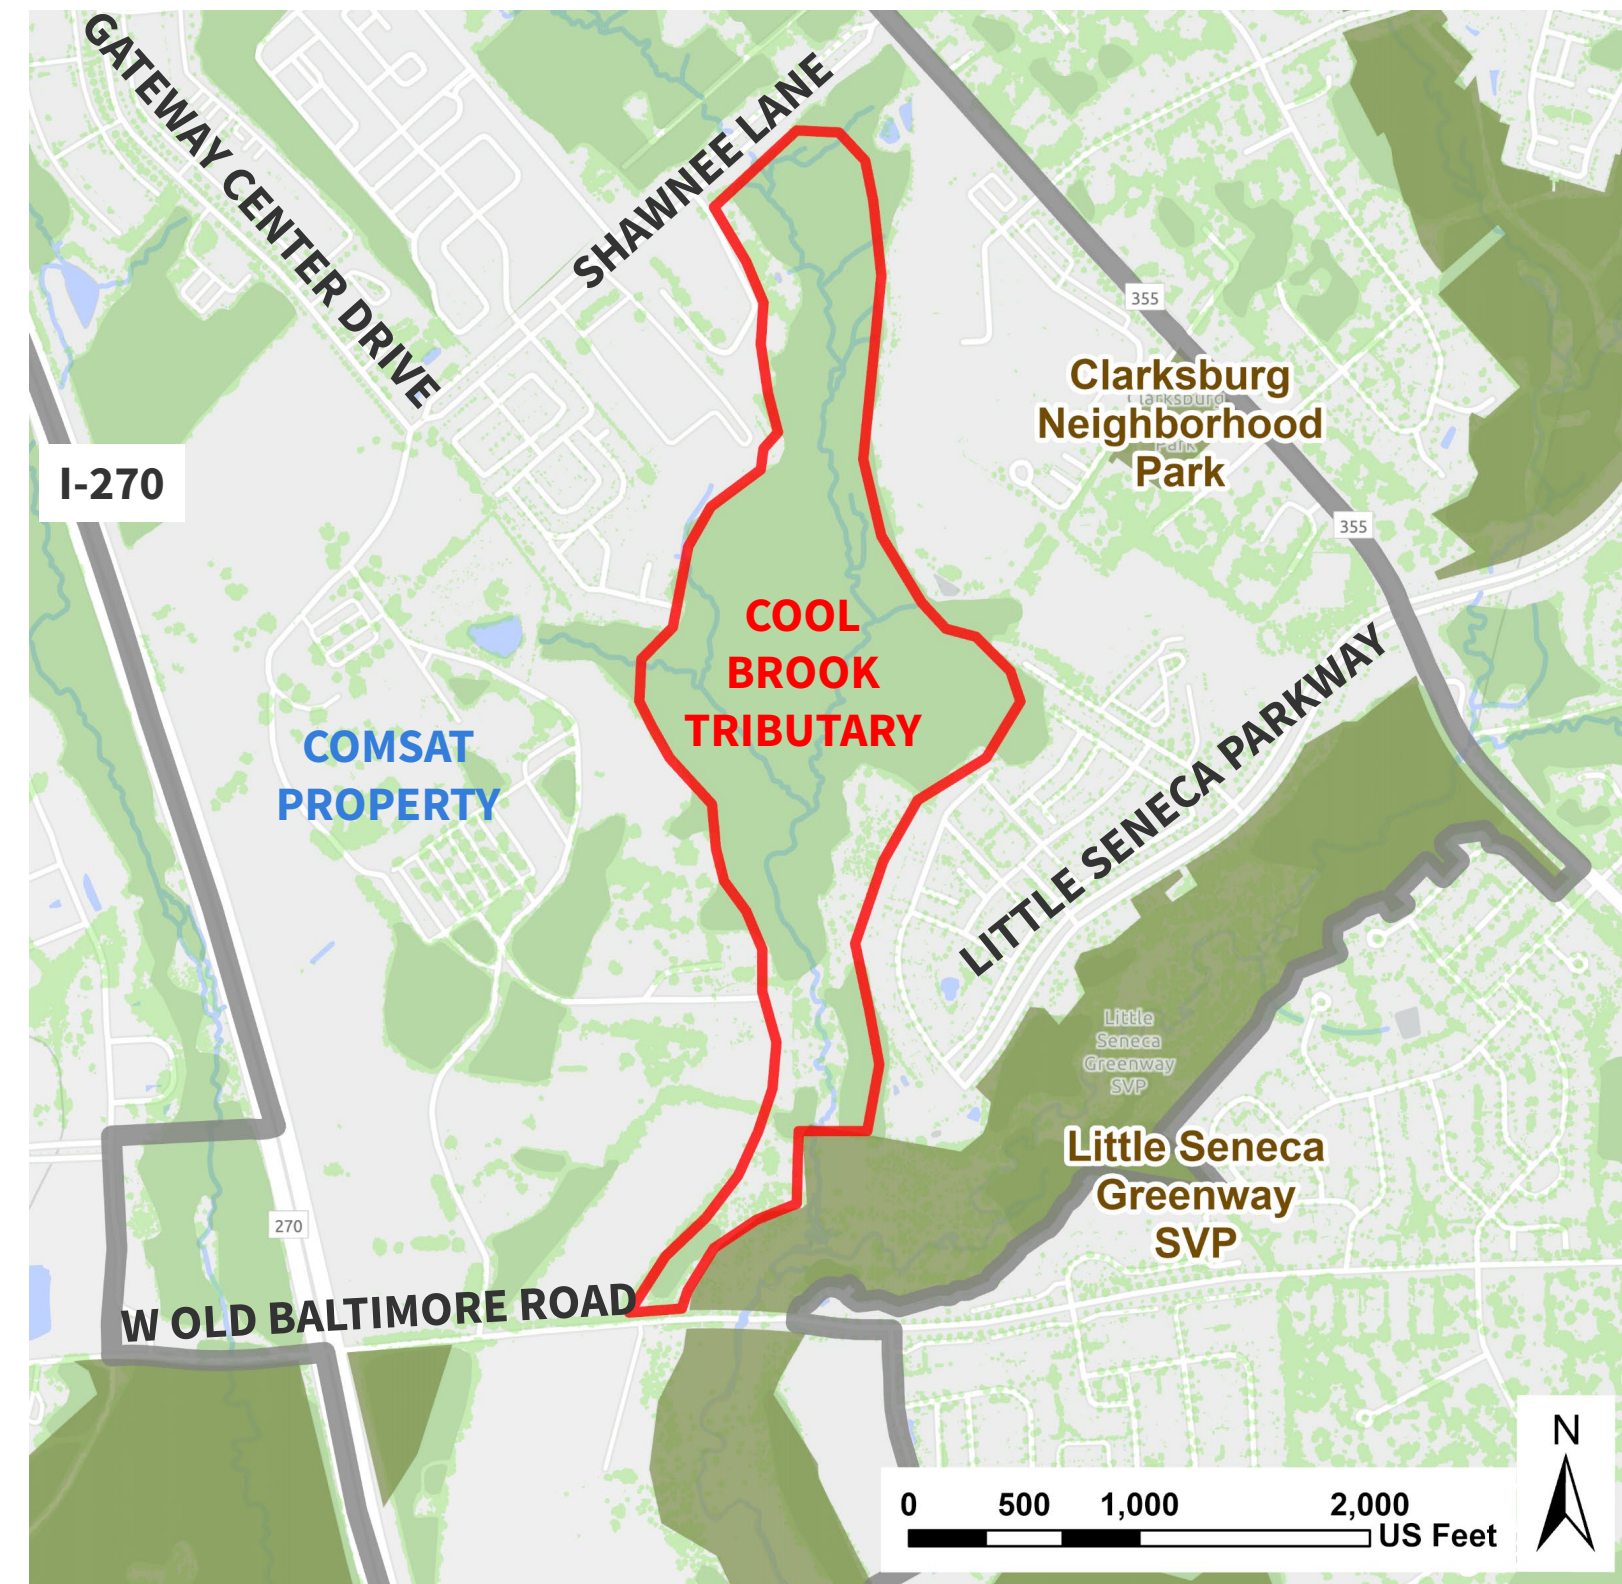 GATEWAY CENTER DRIVE
SHAWNEE LANE
355
Clarksburg
Neighborhood
Park
Clarksburg
Park
355
I-270
COOL
BROOK
TRIBUTARY
COMSAT
PROPERTY
LITTLE SENECA PARKWAY
Little
Seneca
Greenway
SVP
Little Seneca
Greenway
SVP
270
W OLD BALTIMORE ROAD
N
0 500 1,000 2,000
US Feet